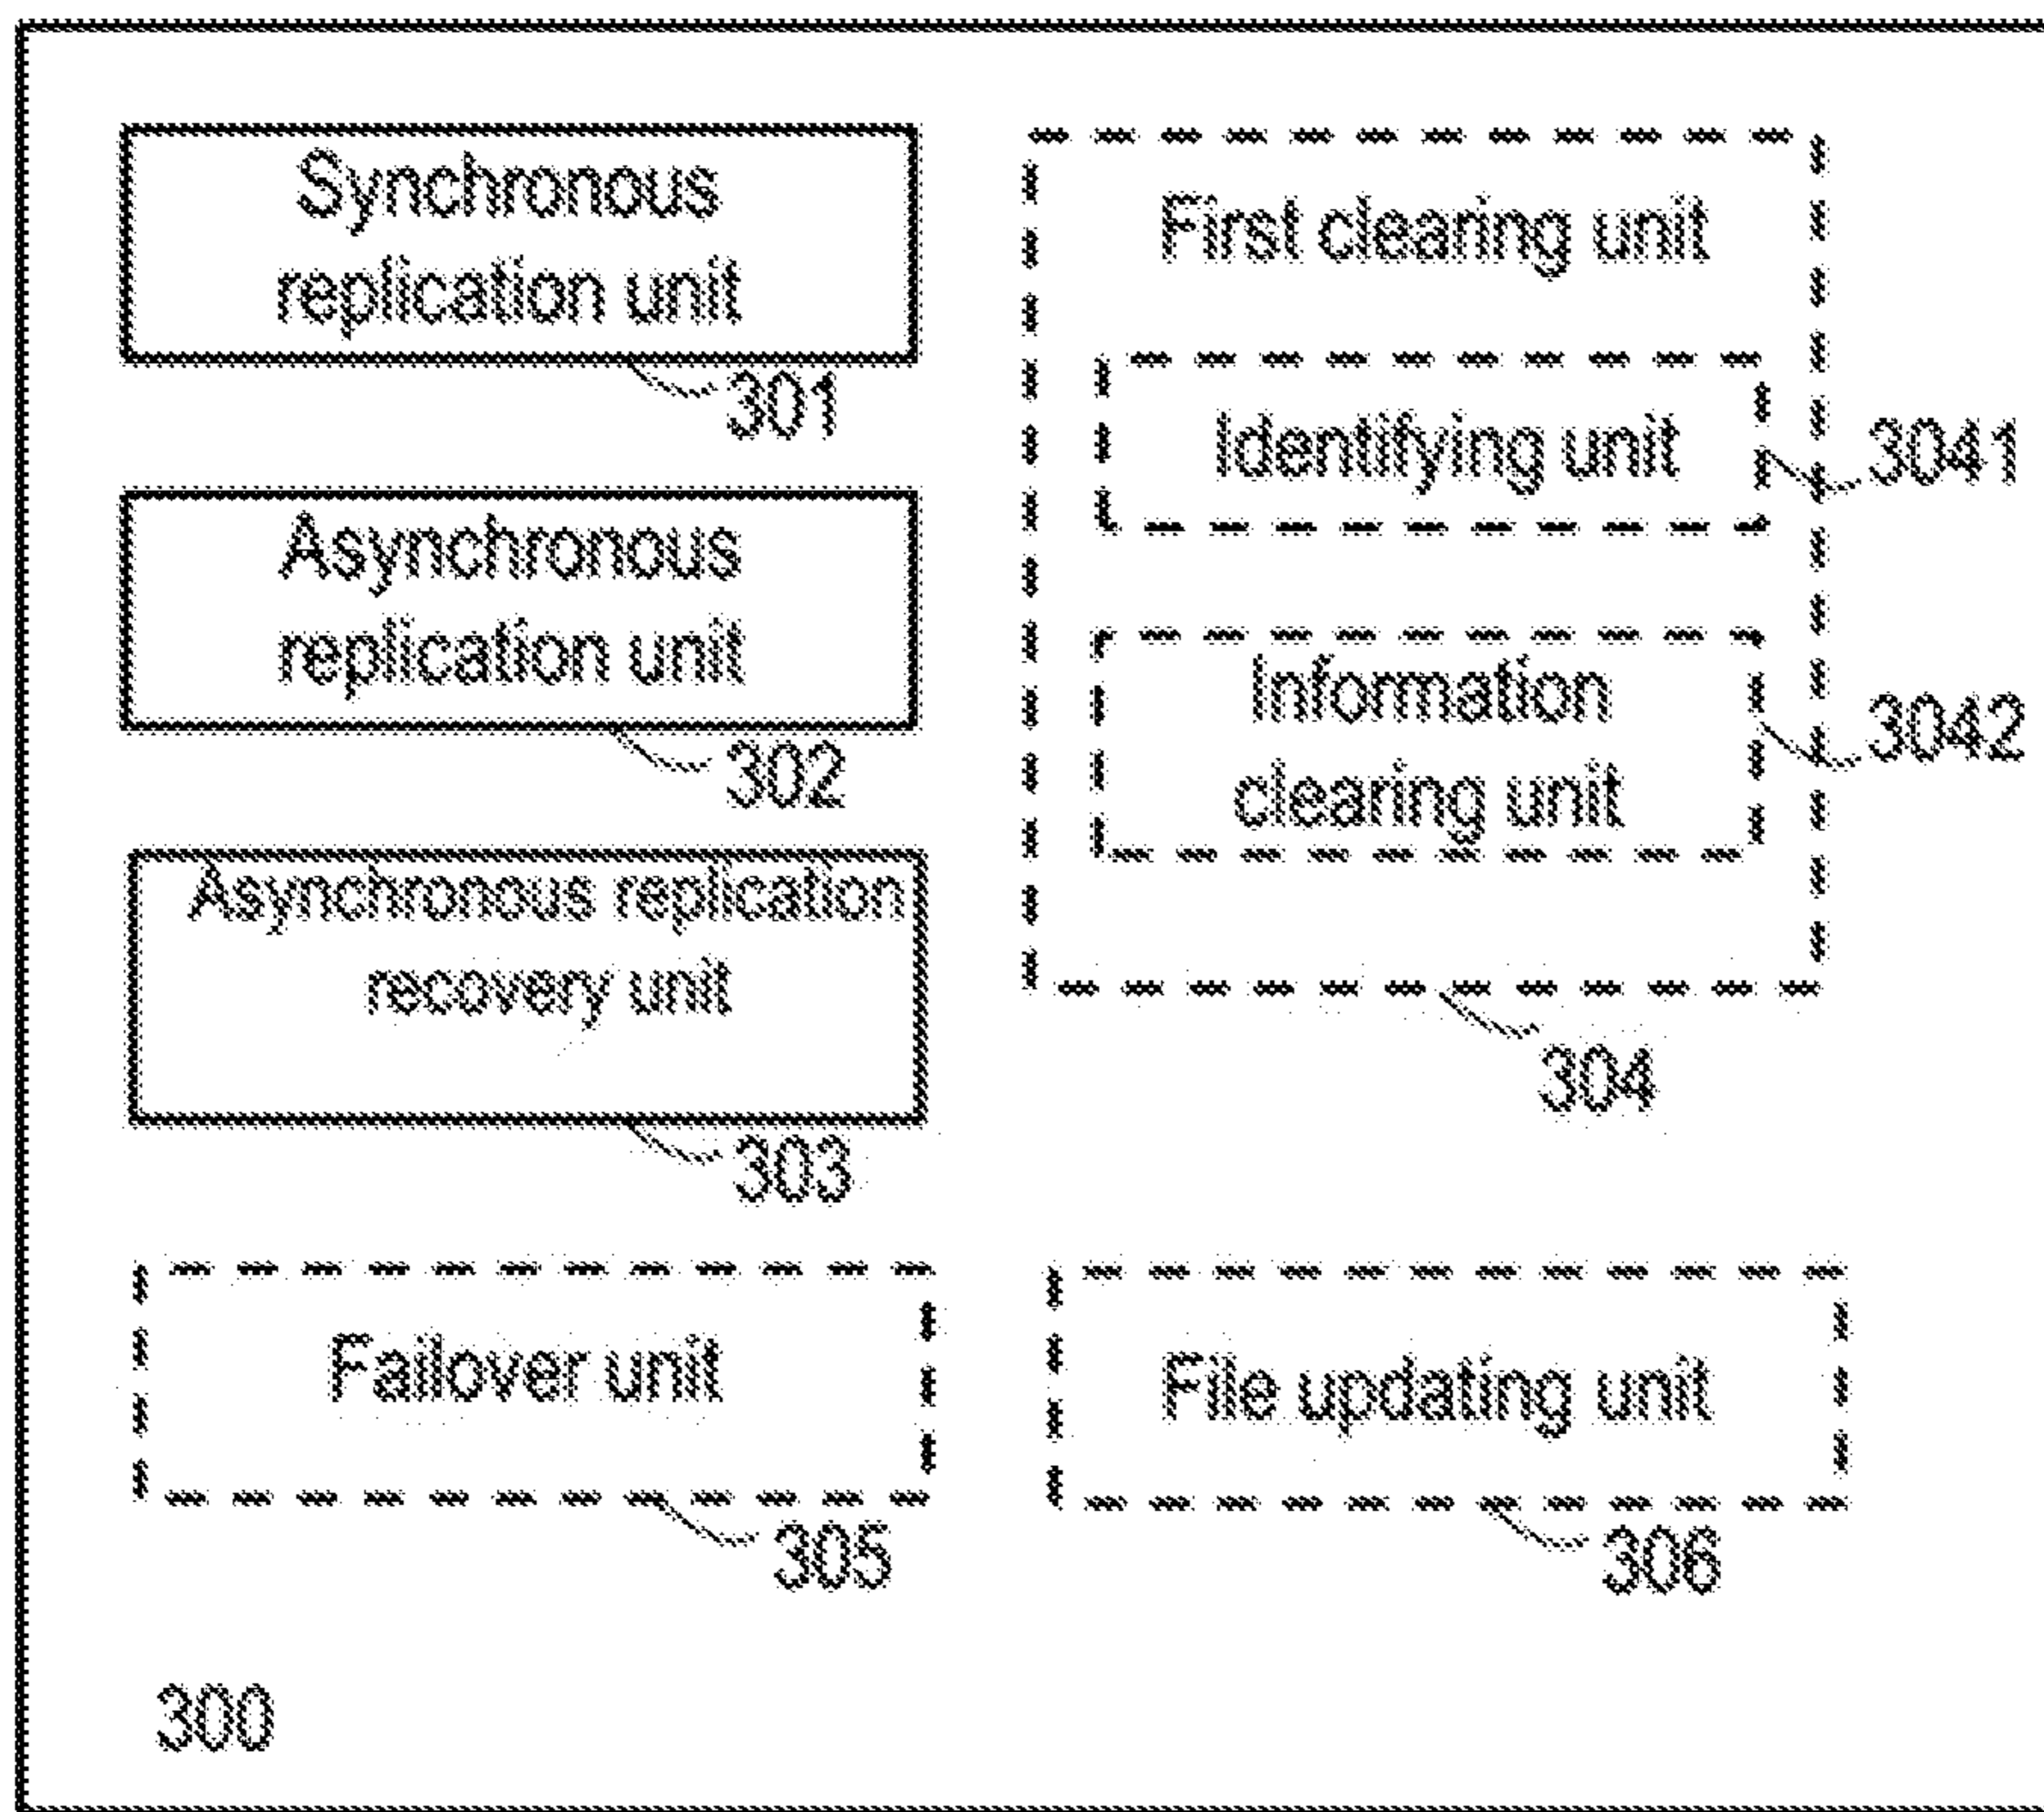 Synchronous
replication unit
301
Asynchronous
replication unit
302
Asynchronous replication
recovery unit
303
First clearing unit
Identifying unit
3041
Information
clearing unit
3042
304
Failover unit
305
File updating unit
306
300